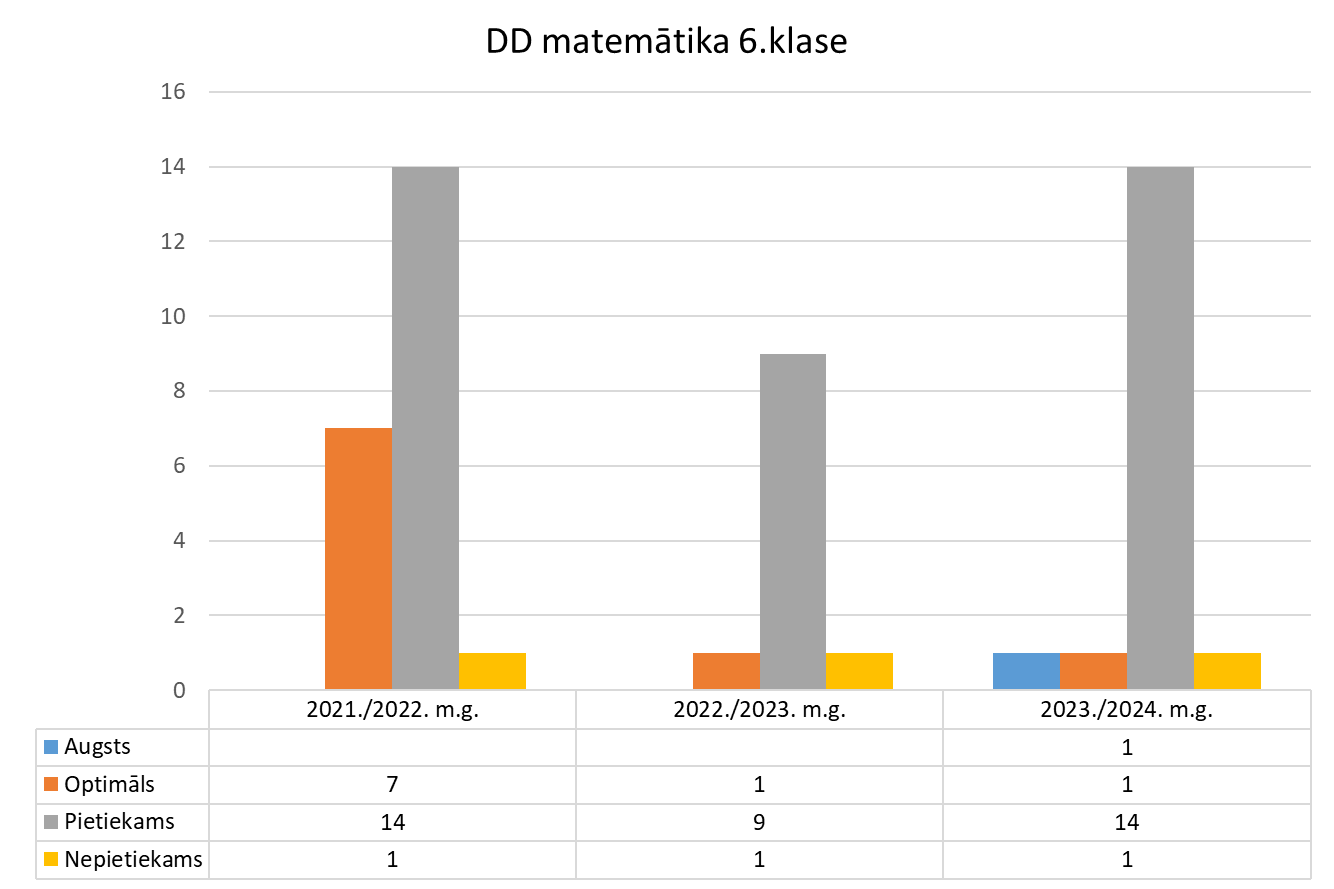 DD matemātika 6.klase
16
14
12
10
8
6
4
2
0
2021./2022. m.g. 2022./2023. m.g. 2023./2024. m.g.
Augsts 1
Optimāls 7 1 1
Pietiekams 14 9 14
Nepietiekams 1 1 1